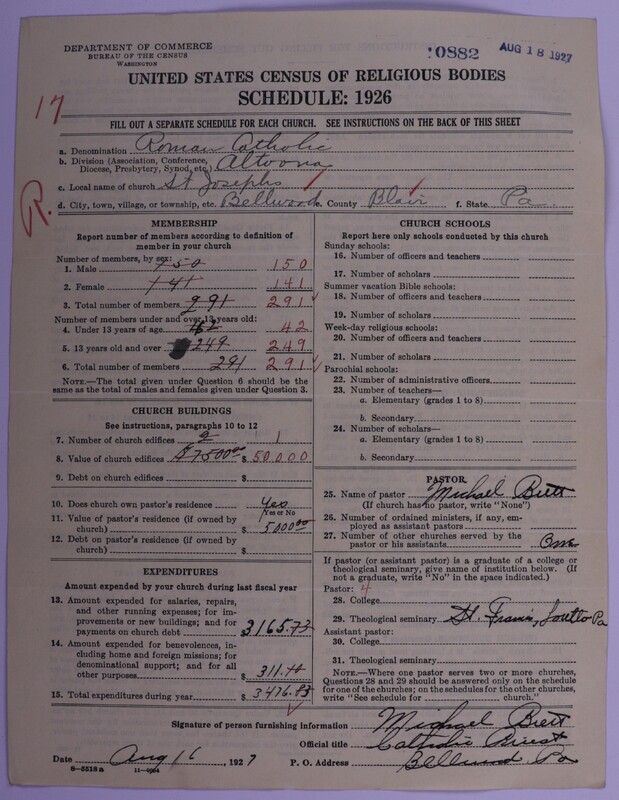 DEPARTMENT OF COMMERCE
BUREAU OF THE CENSUS
WASHINGTON
10882
AUG 18 1927
UNITED STATES CENSUS OF RELIGIOUS BODIES
SCHEDULE: 1926
17
FILL OUT A SEPARATE SCHEDULE FOR EACH CHURCH. SEE INSTRUCTIONS ON THE BACK OF THIS SHEET
R.
a. Denomination Roman Catholic
b. Division (Association, Conference, Diocese, Presbytery, Synod, etc.) Altoona
c. Local name of church St Josephs
d. City, town, village, or township, etc. Bellwood e. County Blair f. State Pa
MEMBERSHIP
Report number of members according to definition of
member in your church
Number of members, by sex:
1. Male 150 150
2. Female 141 141
3. Total number of members 291 291
Number of members under and over 13 years old:
4. Under 13 years of age 42 42
5. 13 years old and over 249 249
6. Total number of members 291 291
NOTE.—The total given under Question 6 should be
same as the total of males and females given under Question 3.
CHURCH BUILDINGS
See instructions, paragraphs 10 to 12
7. Number of church edifices 2 1
8. Value of church edifices $7500.00 $ 50.000
9. Debt on church edifices $
10. Does church own pastor's residence Yes
Yes or No
11. Value of pastor's residence (if owned by
church) $ 5000.00
12. Debt on pastor's residence (if owned by
church) $
EXPENDITURES
Amount expended by your church during last fiscal year
13. Amount expended for salaries, repairs,
and other running expenses; for im-
provements or new buildings; and for
payments on church debt $ 3165.73
14. Amount expended for benevolences, in-
cluding home and foreign missions; for
denominational support; and for all
other purposes $ 311.
15. Total expenditures during year $ 3476.83
CHURCH SCHOOLS
Report here only schools conducted by this church
Sunday schools:
16. Number of officers and teachers
17. Number of scholars
Summer vacation Bible schools:
18. Number of officers and teachers
19. Number of scholars
Week-day religious schools:
20. Number of officers and teachers
21. Number of scholars
Parochial schools:
22. Number of administrative officers
23. Number of teachers—
a. Elementary (grades 1 to 8)
b. Secondary
24. Number of scholars—
a. Elementary (grades 1 to 8)
b. Secondary
PASTOR
25. Name of pastor Michael Brett
(If church has no pastor, write "None")
26. Number of ordained ministers, if any, em-
ployed as assistant pastors
27. Number of other churches served by the
pastor or his assistants One
If pastor (or assistant pastor) is a graduate of a college or
theological seminary, give name of institution below. (If
not a graduate, write "No" in the space indicated.)
Pastor: 4
28. College
29. Theological seminary St. Francis, Loretto Pa
Assistant pastor:
30. College
31. Theological seminary
NOTE.—Where one pastor serves two or more churches,
Questions 28 and 29 should be answered only on the schedule
for one of the churches; on the schedules for the other churches,
write "See schedule for church."
Signature of person furnishing information Michael Brett
Official title Catholic Priest
Date Aug 16, 1927 P. O. Address Bellwood Pa
8—5518a 11—9064